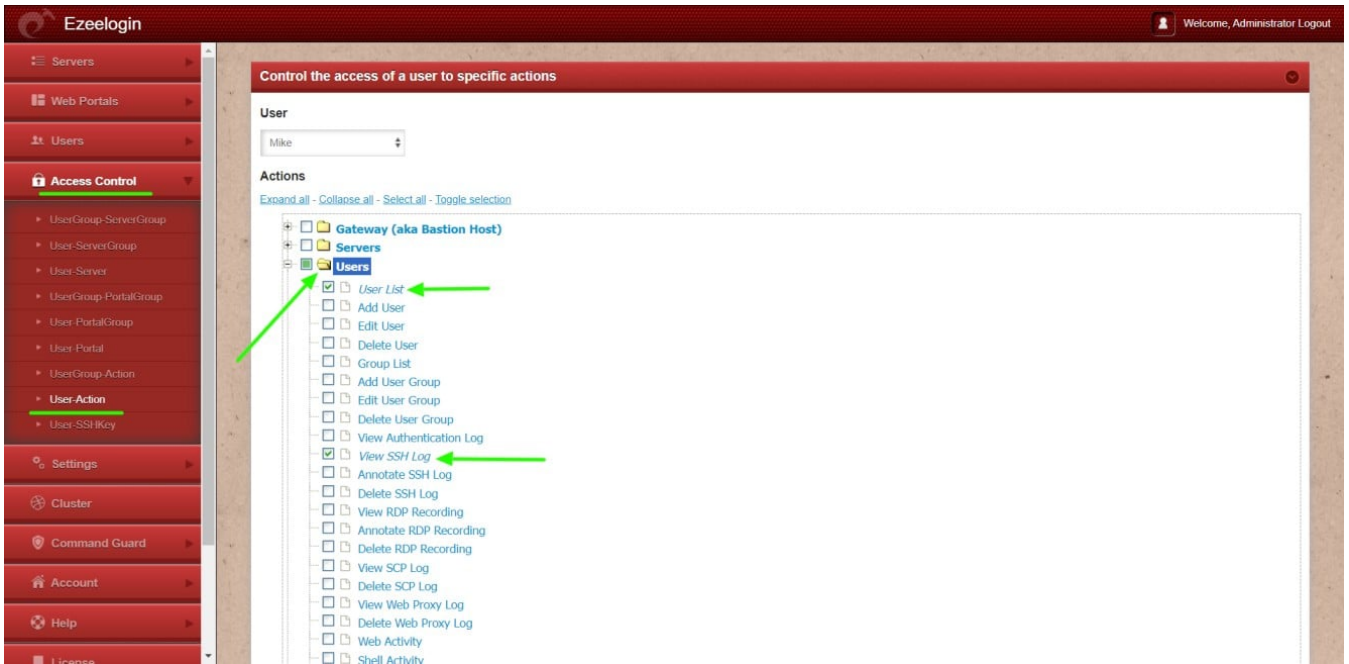 Ezeelogin
Welcome, Administrator Logout
Servers
Web Portals
Users
Access Control
UserGroup-ServerGroup
User-ServerGroup
User-Server
UserGroup-PortalGroup
User-PortalGroup
User-Portal
UserGroup-Action
User-Action
User-SSHKey
Settings
Cluster
Command Guard
Account
Help
License
Control the access of a user to specific actions
User
Mike
Actions
Expand all - Collapse all - Select all - Toggle selection
Gateway (aka Bastion Host)
Servers
Users
User List
Add User
Edit User
Delete User
Group List
Add User Group
Edit User Group
Delete User Group
View Authentication Log
View SSH Log
Annotate SSH Log
Delete SSH Log
View RDP Recording
Annotate RDP Recording
Delete RDP Recording
View SCP Log
Delete SCP Log
View Web Proxy Log
Delete Web Proxy Log
Web Activity
Shell Activity